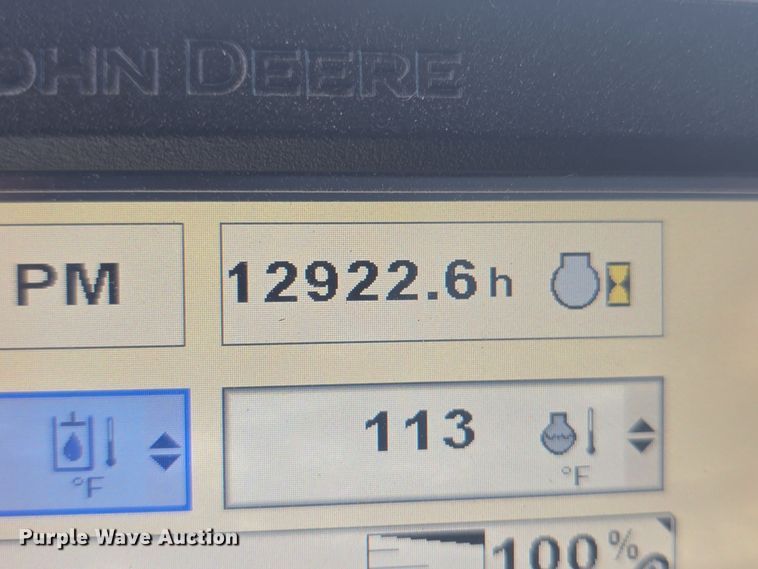 JOHN DEERE
PM
12922.6 h
113
°F
°F
100 %
Purple Wave Auction